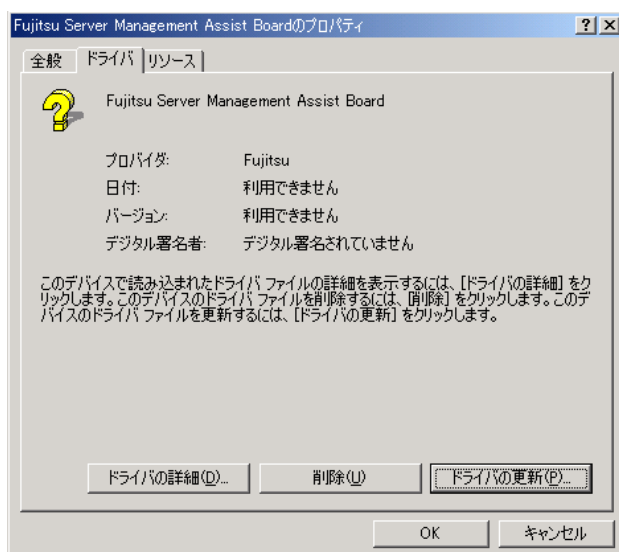 Fujitsu Server Management Assist Boardのプロパティ
全般 ドライバ リソース
Fujitsu Server Management Assist Board
プロバイダ: Fujitsu
日付: 利用できません
バージョン: 利用できません
デジタル署名者: デジタル署名されていません
このデバイスで読み込まれたドライバ ファイルの詳細を表示するには、[ドライバの詳細] をク
リックします。このデバイスのドライバ ファイルを削除するには、[削除] をクリックします。このデ
バイスのドライバ ファイルを更新するには、[ドライバの更新] をクリックします。
ドライバの詳細(D)... 削除(U) ドライバの更新(P)...
OK キャンセル